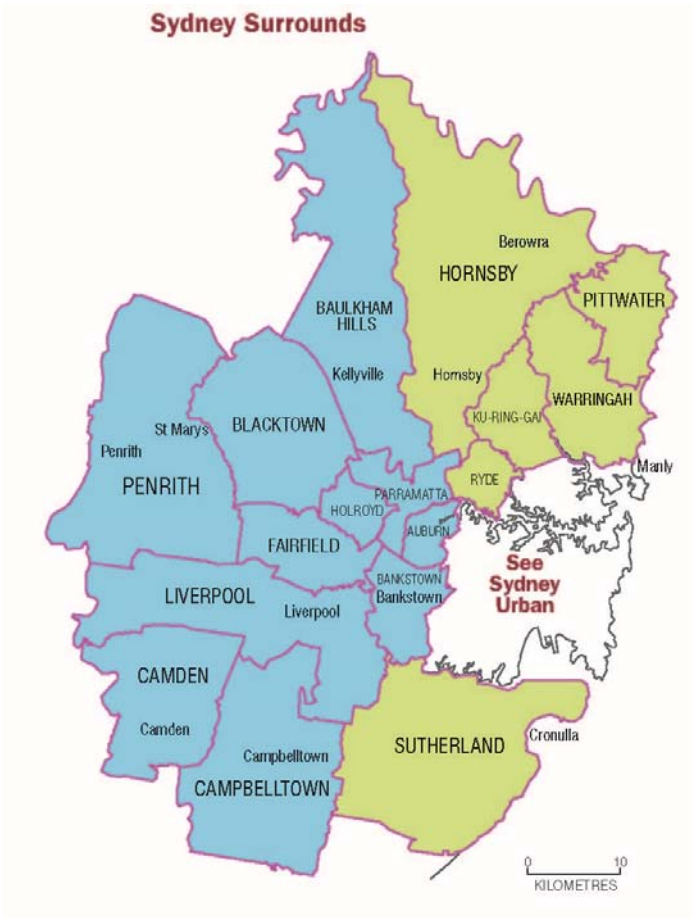 Sydney Surrounds
Berowra
HORNSBY
PITTWATER
BAULKHAM
HILLS
Kellyville
Hornsby
WARRINGAH
KU-RING-GAI
BLACKTOWN
St Marys
Penrith
PENRITH
Manly
RYDE
PARRAMATTA
HOLROYD
AUBURN
FAIRFIELD
See
Sydney
Urban
BANKSTOWN
Bankstown
LIVERPOOL
Liverpool
CAMDEN
Camden
SUTHERLAND
Cronulla
Campbelltown
CAMPBELLTOWN
0 10
KILOMETRES